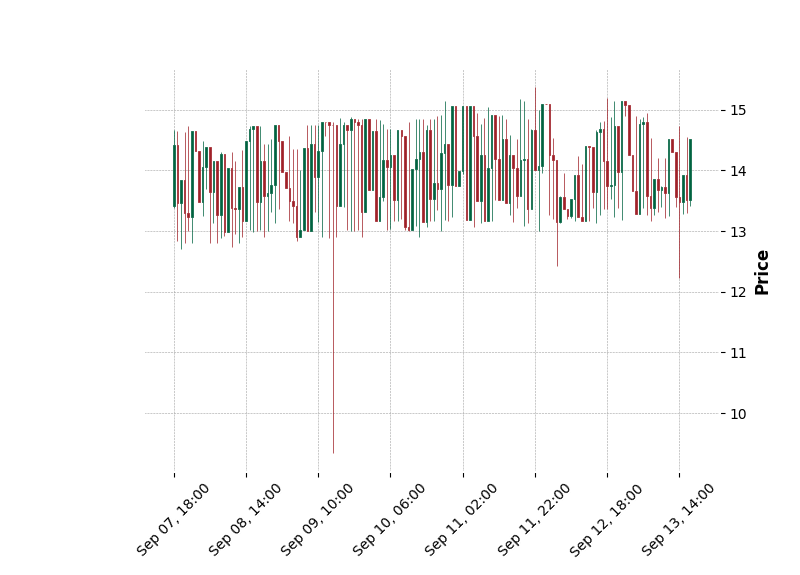 15
14
13
12
11
10
Price
Sep 07, 18:00
Sep 08, 14:00
Sep 09, 10:00
Sep 10, 06:00
Sep 11, 02:00
Sep 11, 22:00
Sep 12, 18:00
Sep 13, 14:00